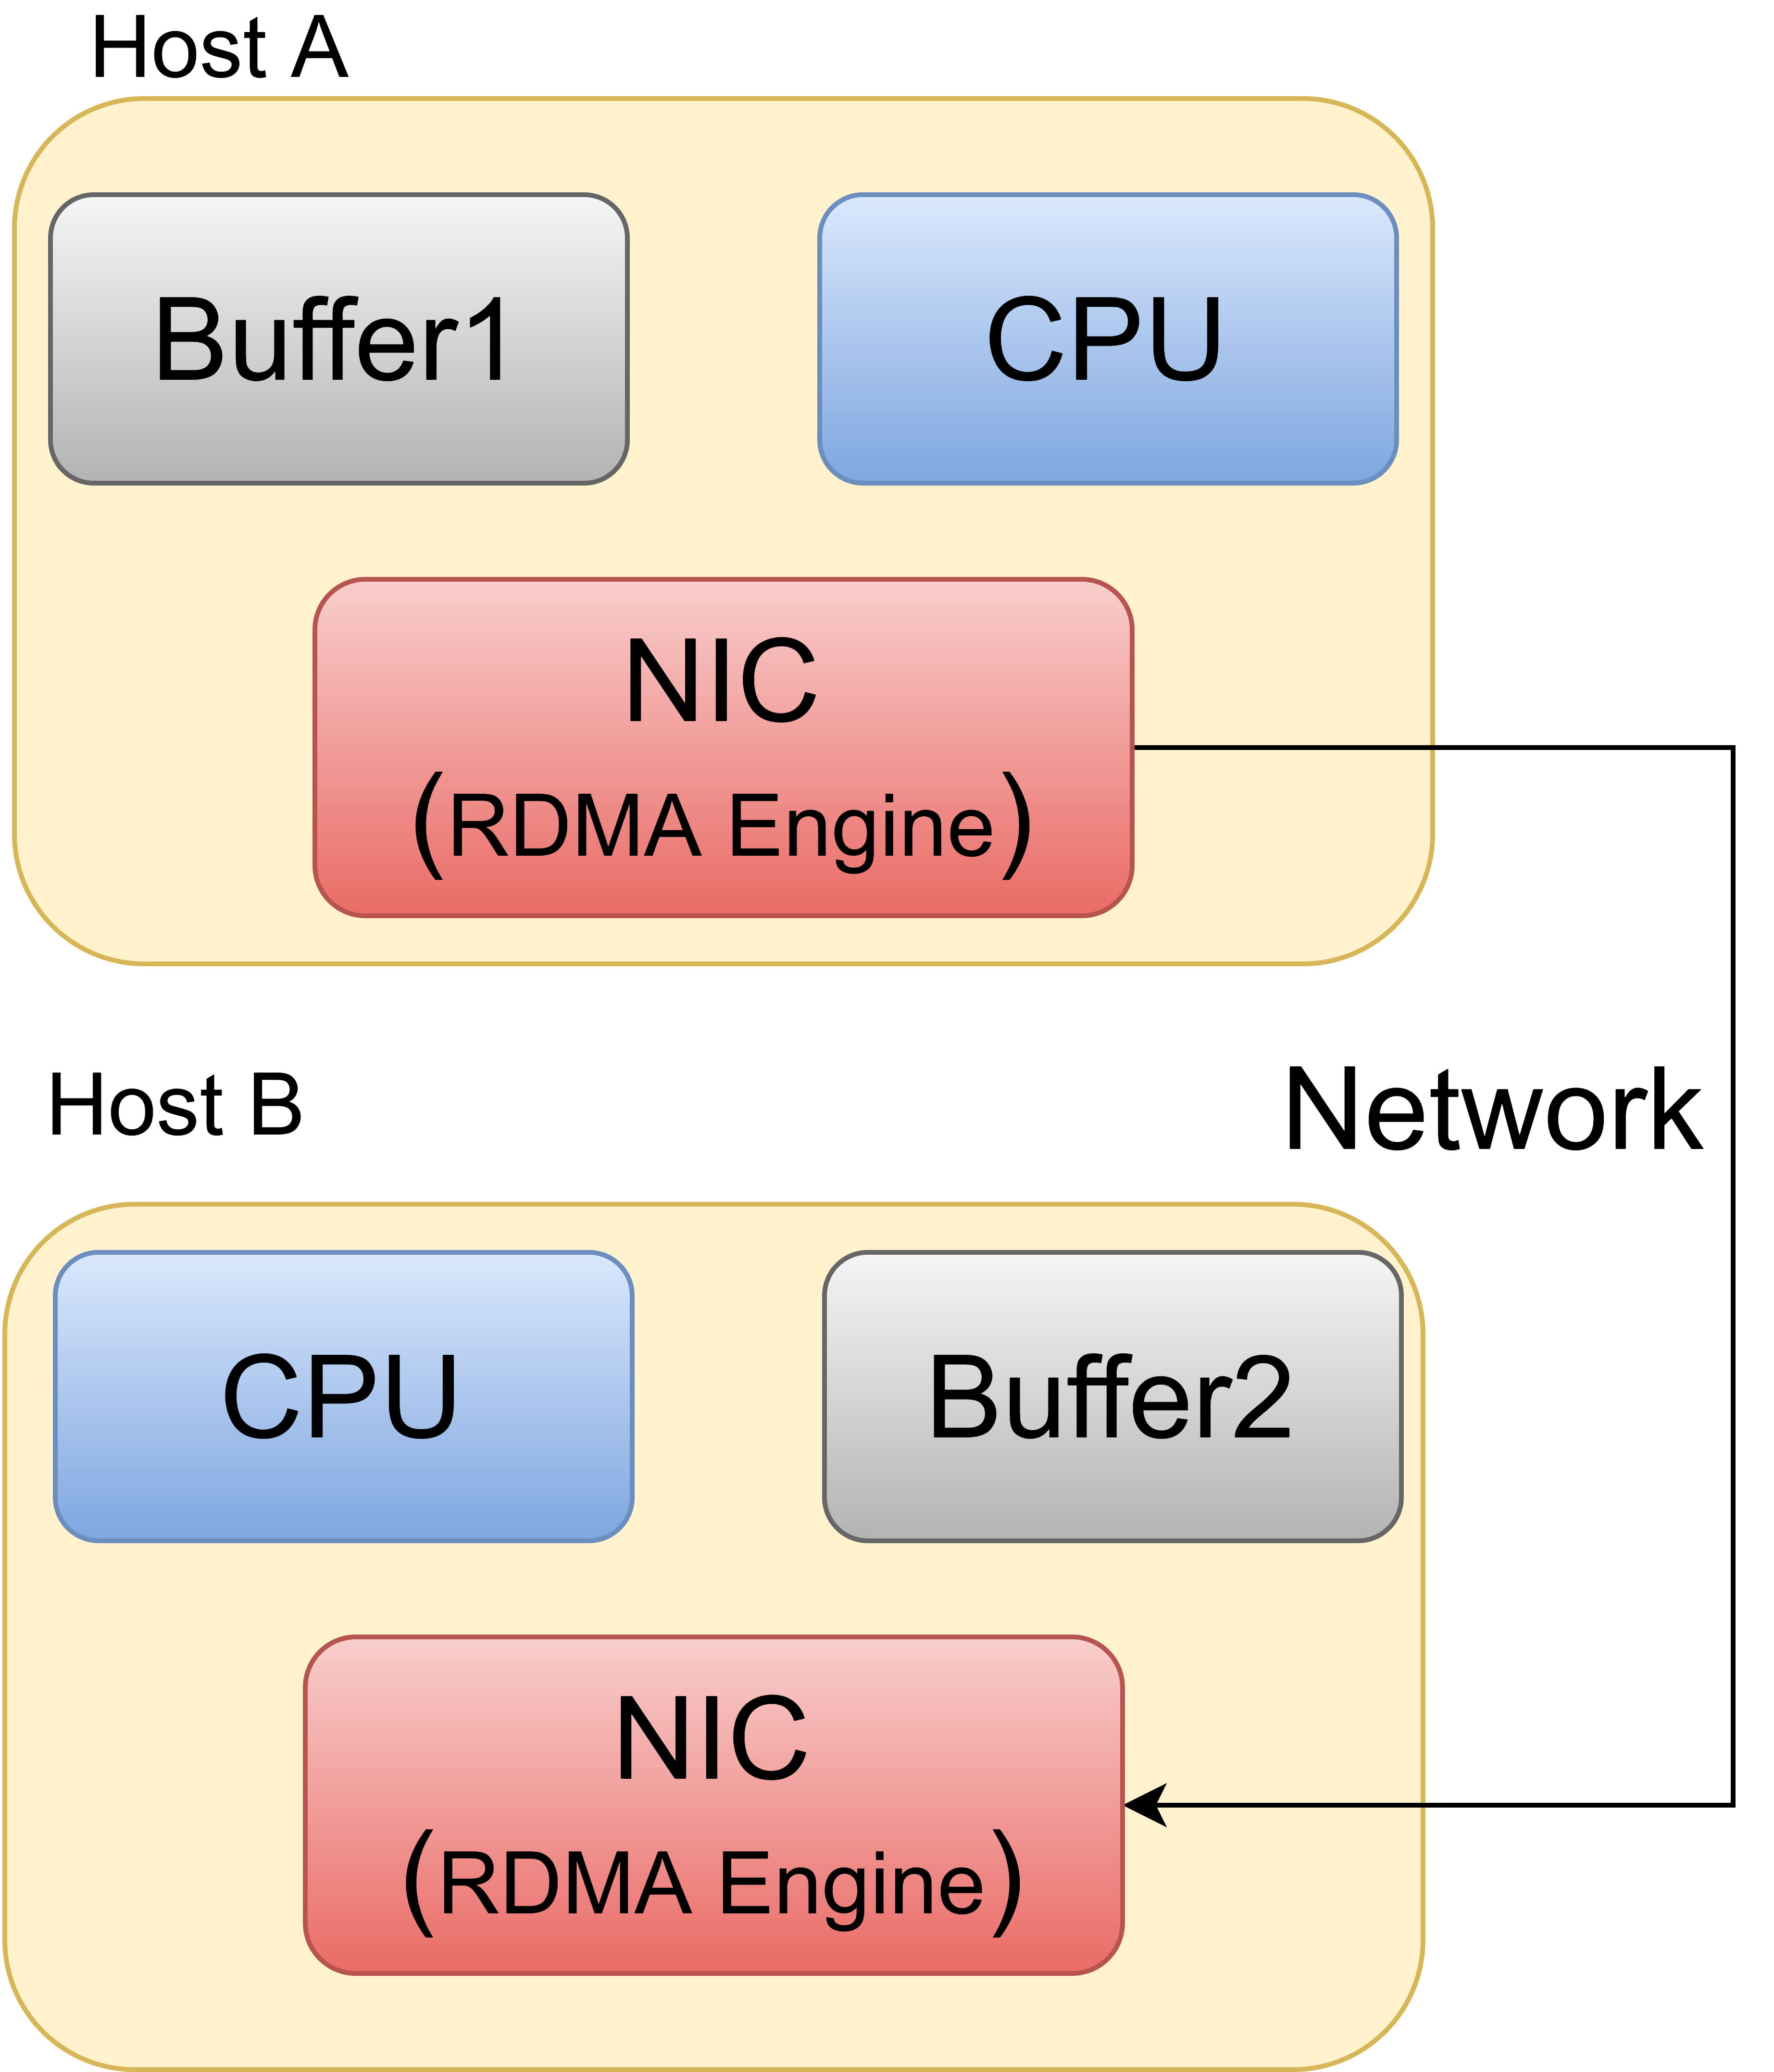 Host A
Buffer1
CPU
NIC
(RDMA Engine)
Host B
Network
CPU
Buffer2
NIC
(RDMA Engine)